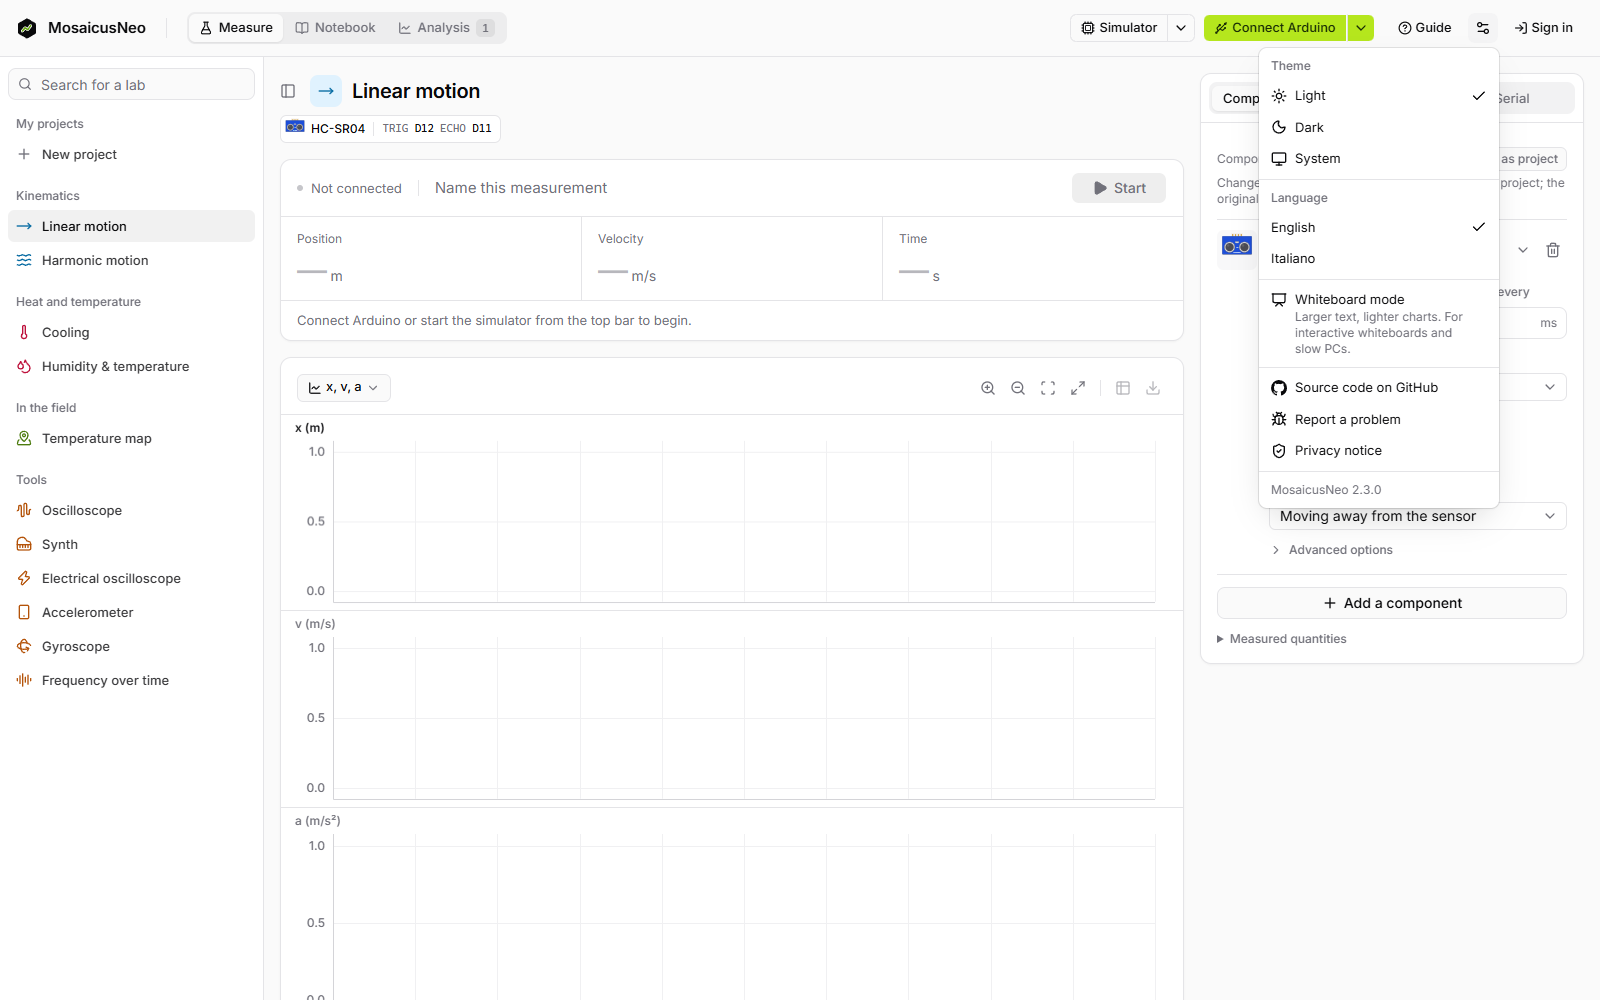 MosaicusNeo
Measure
Notebook
Analysis 1
Simulator
Connect Arduino
Guide
Sign in
Search for a lab
My projects
New project
Kinematics
Linear motion
Harmonic motion
Heat and temperature
Cooling
Humidity & temperature
In the field
Temperature map
Tools
Oscilloscope
Synth
Electrical oscilloscope
Accelerometer
Gyroscope
Frequency over time
Linear motion
HC-SR04 TRIG D12 ECHO D11
Not connected
Name this measurement
Start
Position
m
Velocity
m/s
Time
s
Connect Arduino or start the simulator from the top bar to begin.
x, v, a
x (m)
1.0
0.5
0.0
v (m/s)
1.0
0.5
0.0
a (m/s²)
1.0
0.5
0.0
Theme
Light
Dark
System
Language
English
Italiano
Whiteboard mode
Larger text, lighter charts. For
interactive whiteboards and
slow PCs.
Source code on GitHub
Report a problem
Privacy notice
MosaicusNeo 2.3.0
as project
Change
project; the
original
every
ms
Moving away from the sensor
Advanced options
Add a component
Measured quantities